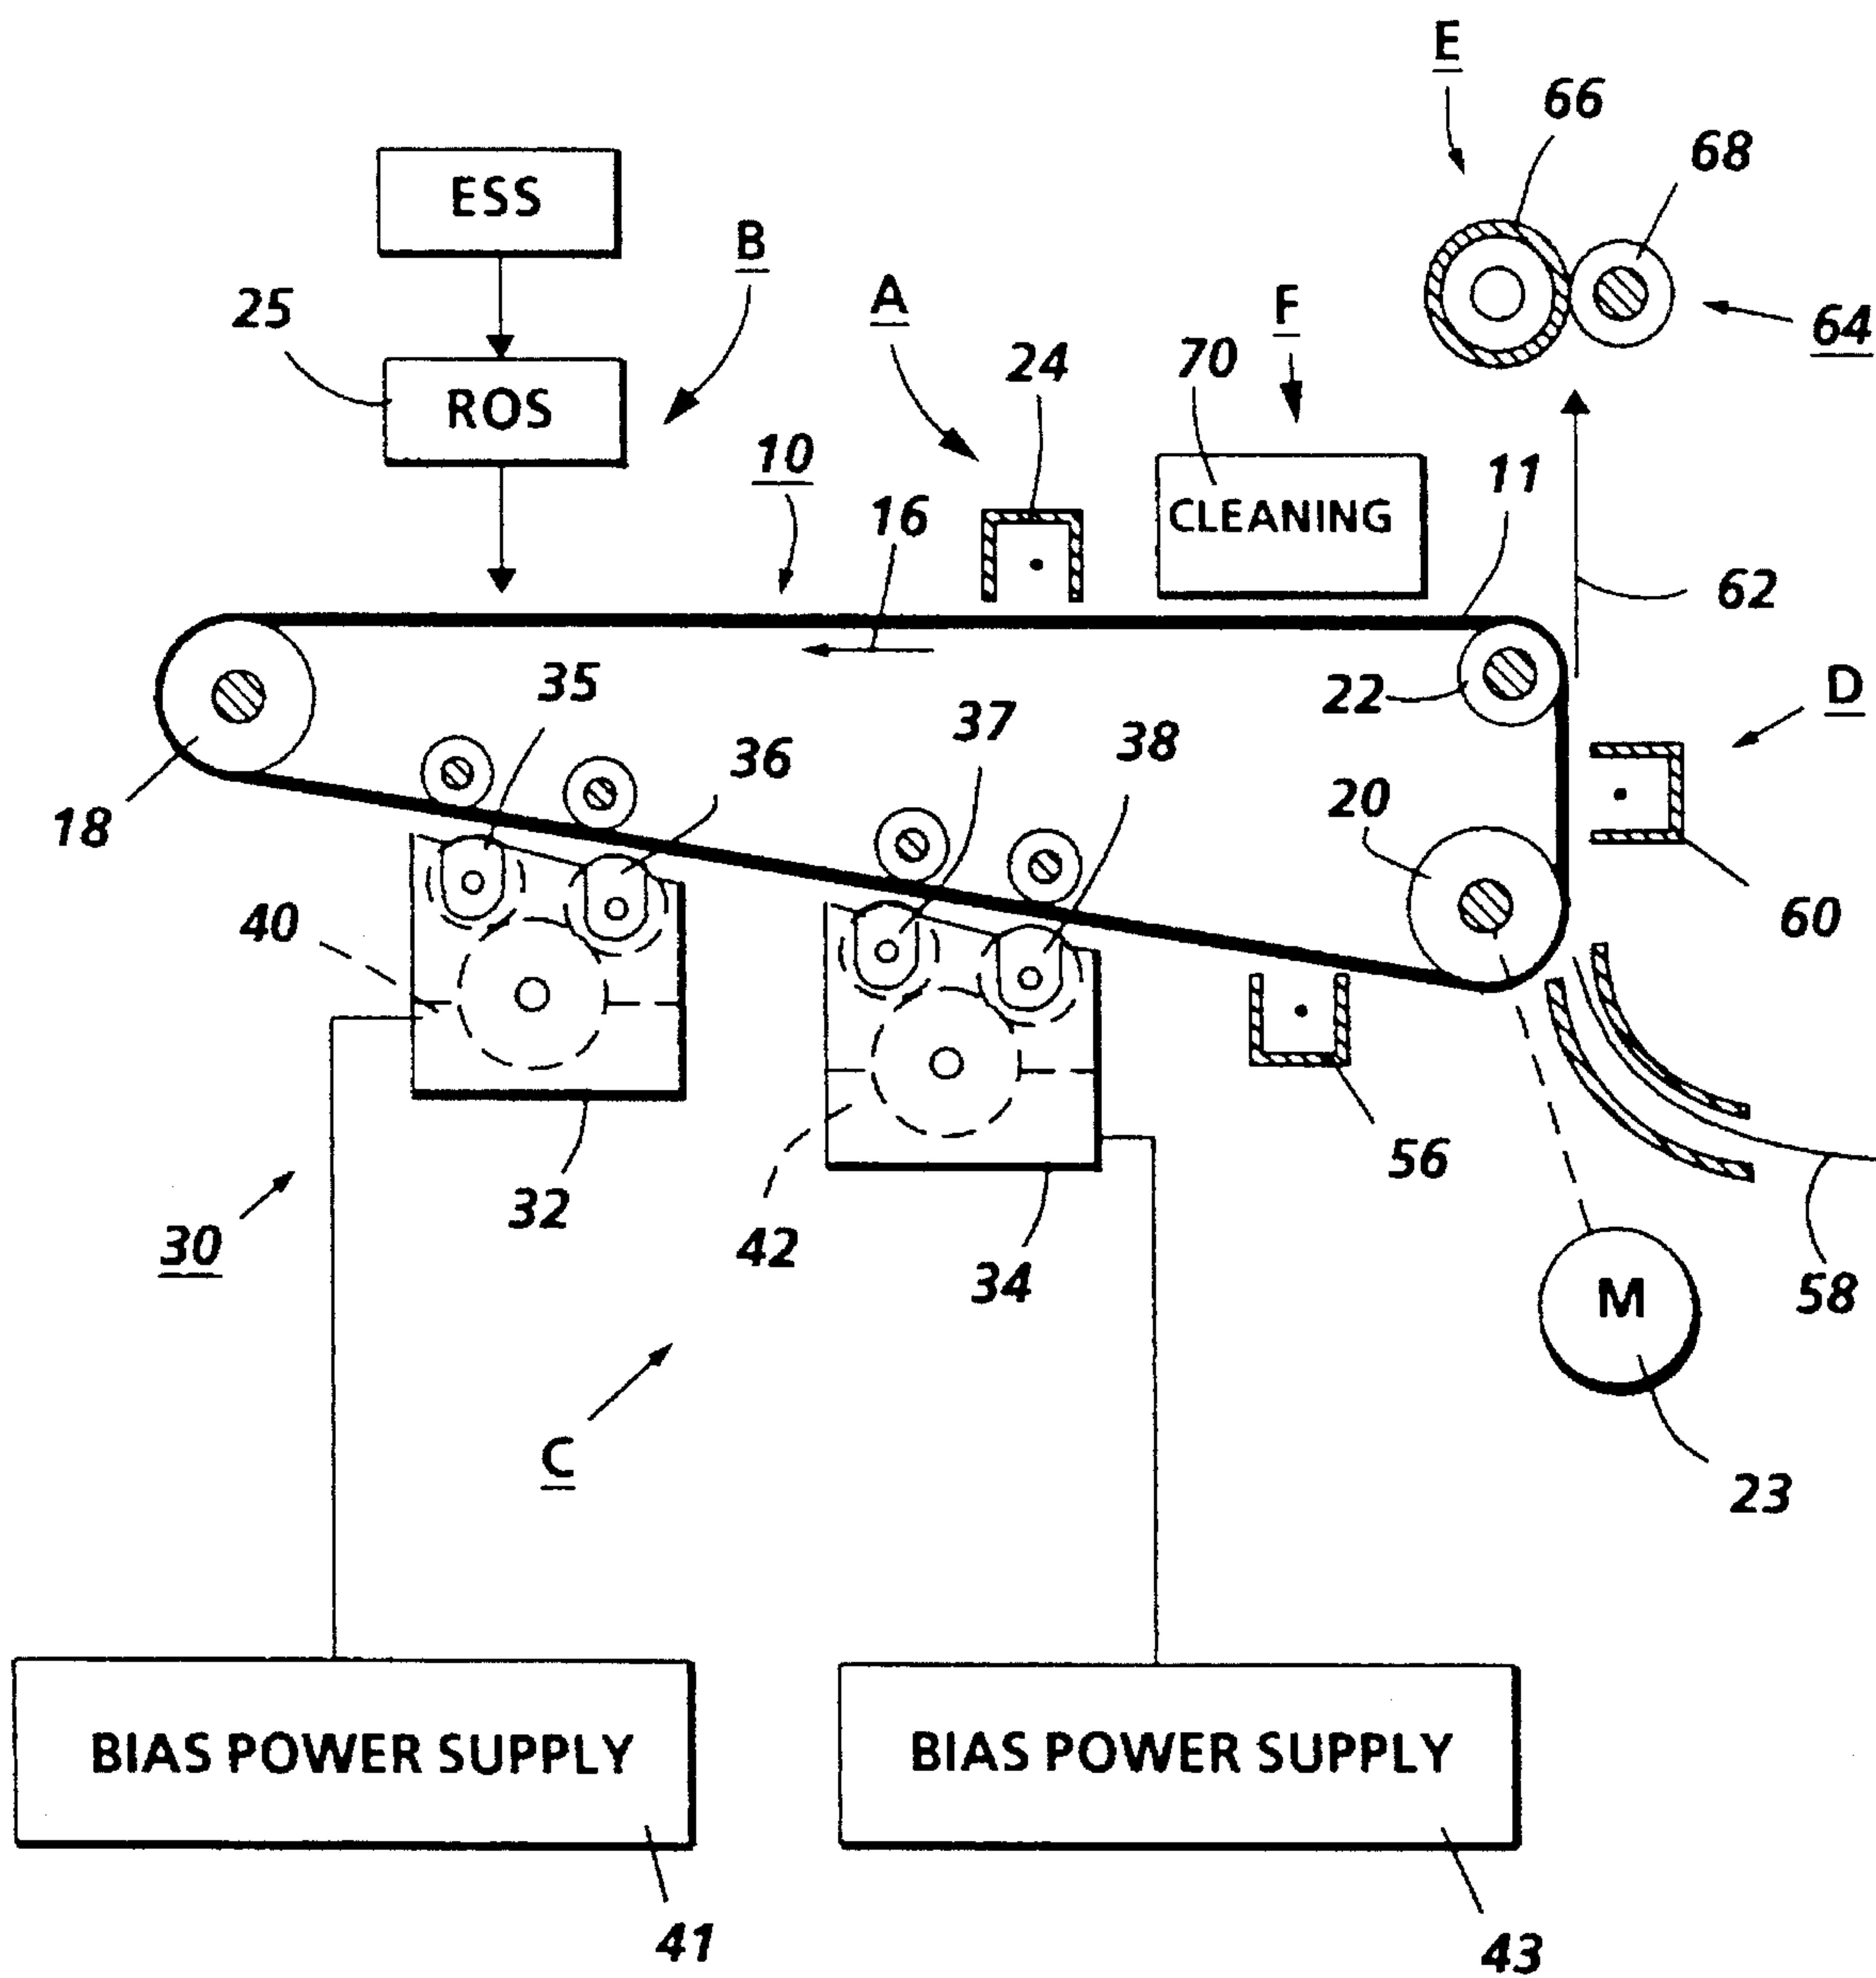 E
66
68
ESS
B
25
A
F
64
24
70
ROS
10
11
16
CLEANING
62
35
22
D
37
36
38
18
20
40
60
56
32
42
30
34
58
M
C
23
BIAS POWER SUPPLY
BIAS POWER SUPPLY
41
43